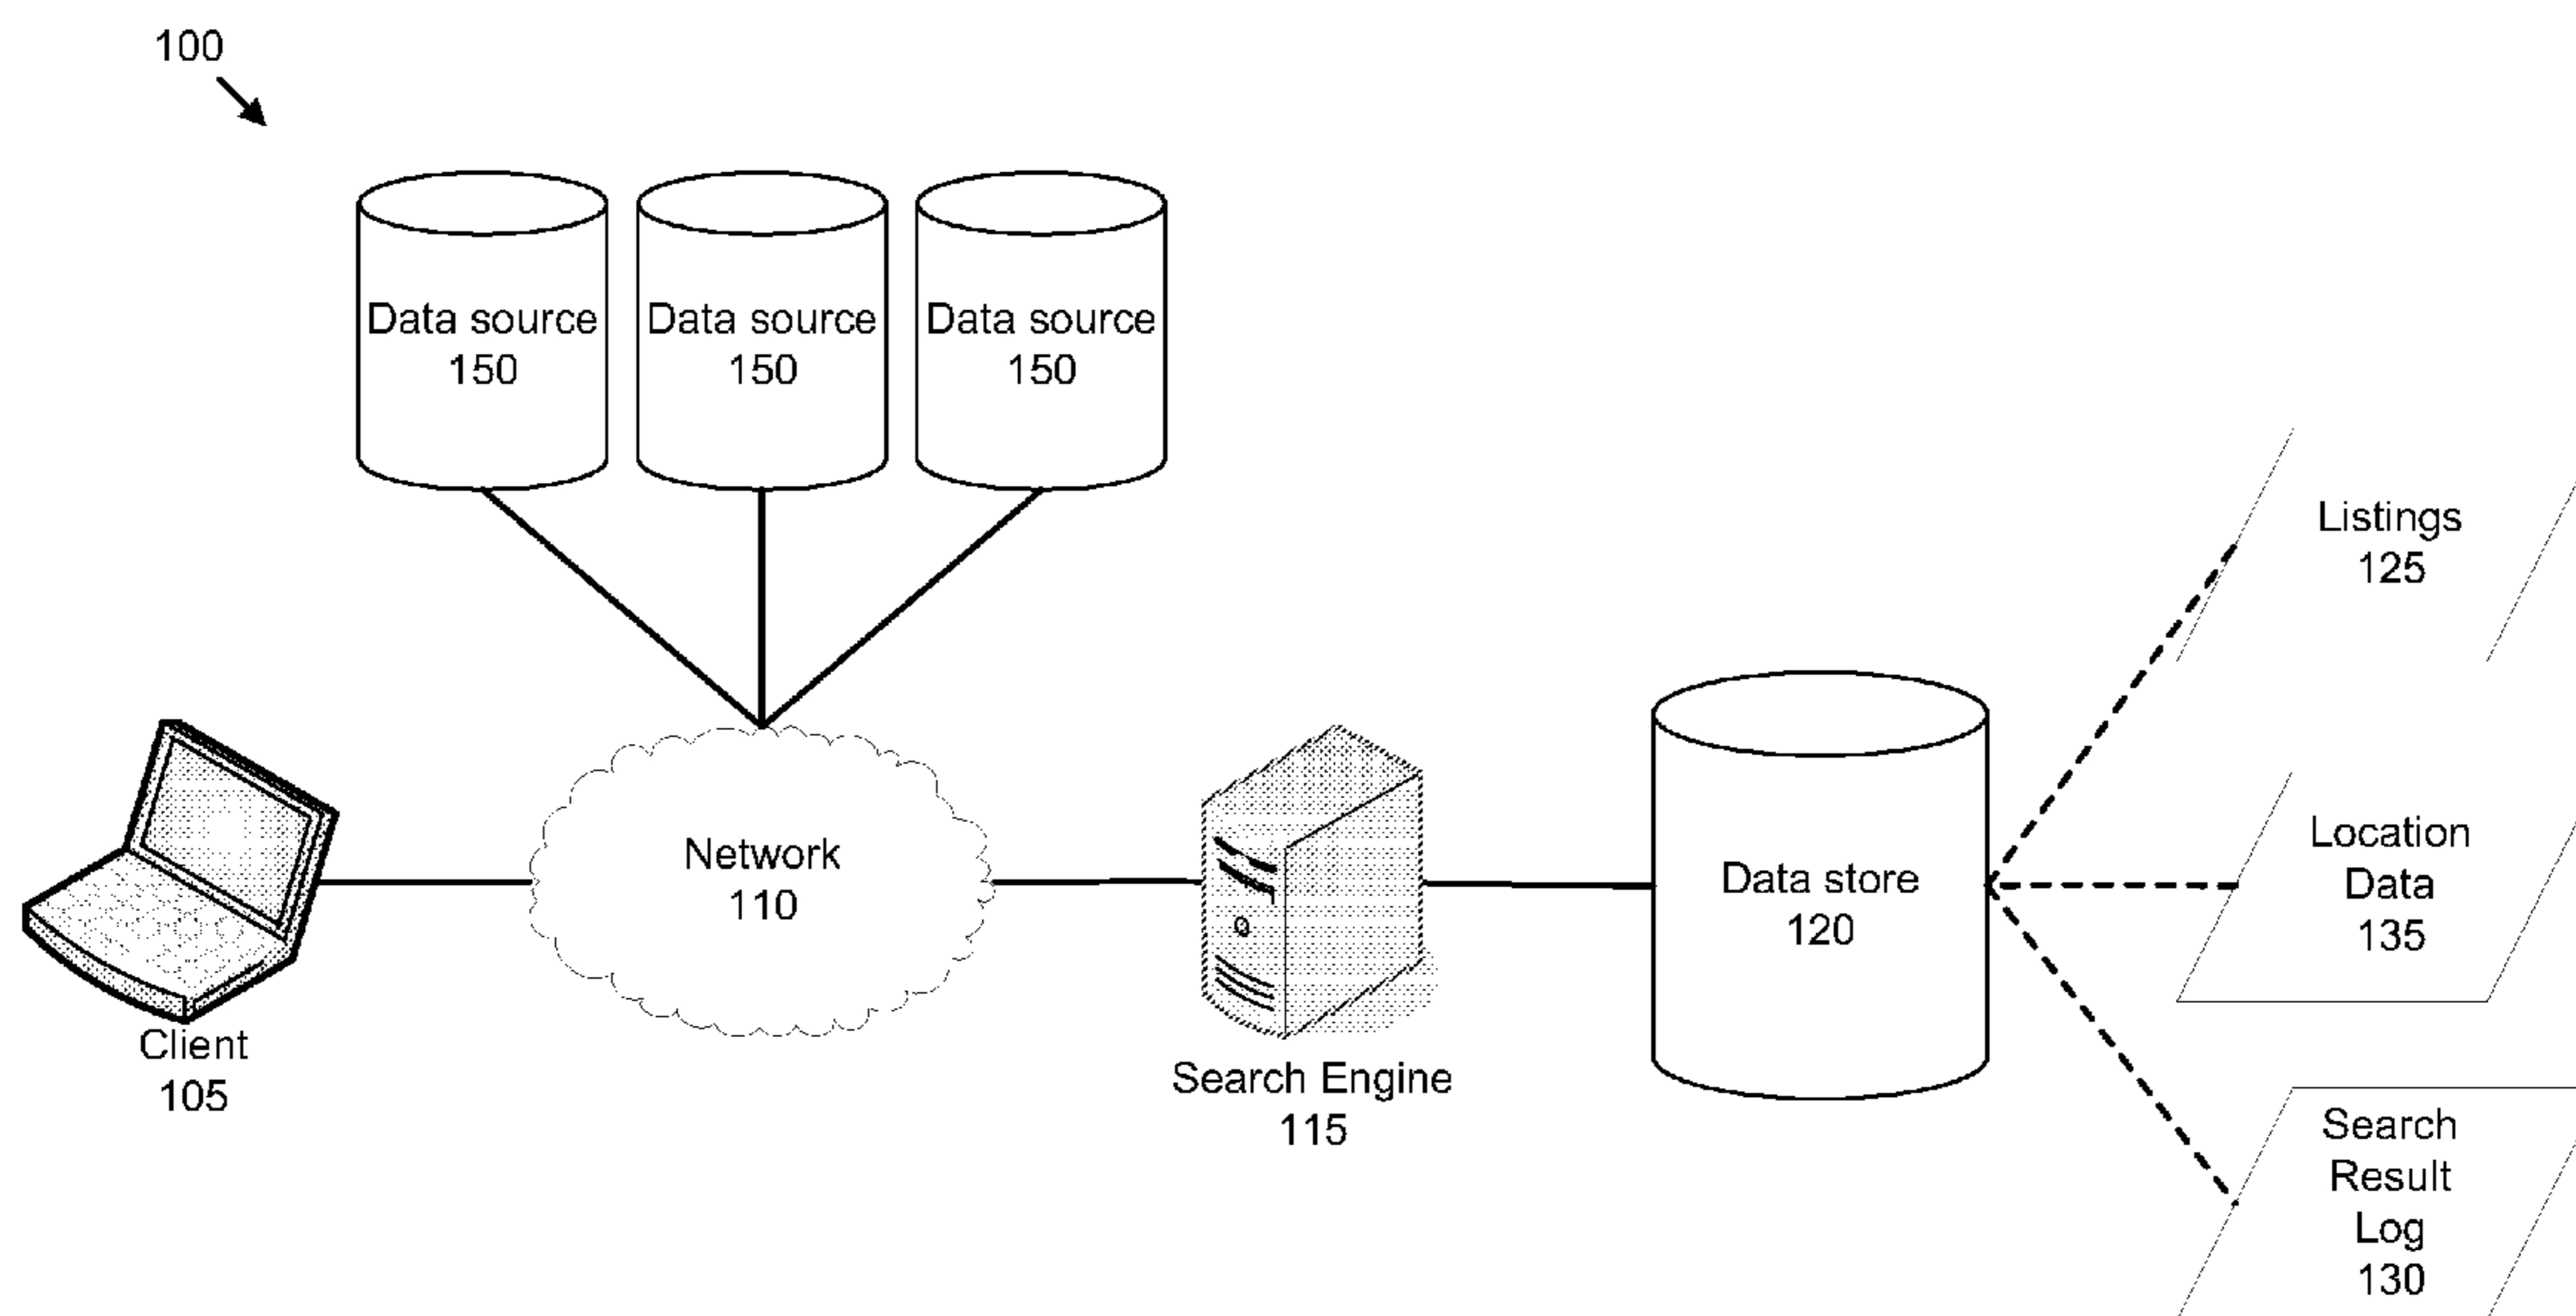 100
Data source
150
Data source
150
Data source
150
Listings
125
Network
110
Location
Data
135
Data store
120
Client
105
Search Engine
115
Search
Result
Log
130